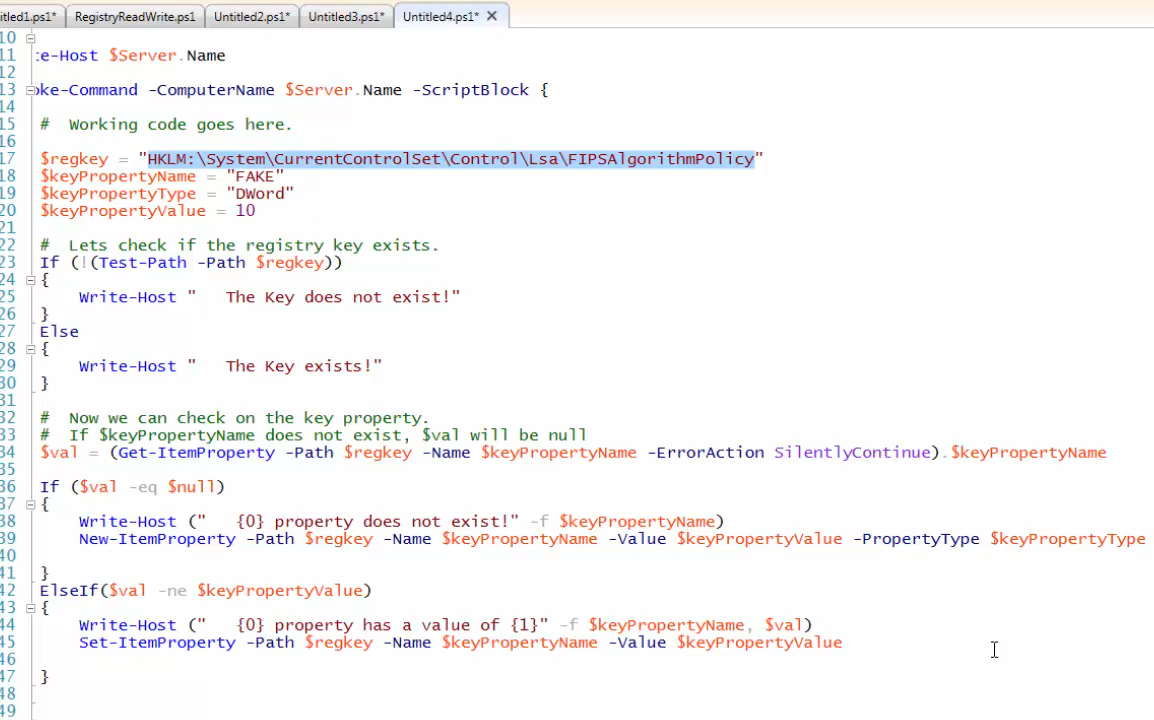 itled1.ps1* RegistryReadWrite.ps1 Untitled2.ps1* Untitled3.ps1* Untitled4.ps1* ✕
10
11 :e-Host $Server.Name
12
13 oke-Command -ComputerName $Server.Name -ScriptBlock {
14
15 #  Working code goes here.
16
17 $regkey = "HKLM:\System\CurrentControlSet\Control\Lsa\FIPSAlgorithmPolicy"
18 $keyPropertyName = "FAKE"
19 $keyPropertyType = "DWord"
20 $keyPropertyValue = 10
21
22 #  Lets check if the registry key exists.
23 If (!(Test-Path -Path $regkey))
24 {
25     Write-Host "   The Key does not exist!"
26 }
27 Else
28 {
29     Write-Host "   The Key exists!"
30 }
31
32 #  Now we can check on the key property.
33 #  If $keyPropertyName does not exist, $val will be null
34 $val = (Get-ItemProperty -Path $regkey -Name $keyPropertyName -ErrorAction SilentlyContinue).$keyPropertyName
35
36 If ($val -eq $null)
37 {
38     Write-Host ("   {0} property does not exist!" -f $keyPropertyName)
39     New-ItemProperty -Path $regkey -Name $keyPropertyName -Value $keyPropertyValue -PropertyType $keyPropertyType
40
41 }
42 ElseIf($val -ne $keyPropertyValue)
43 {
44     Write-Host ("   {0} property has a value of {1}" -f $keyPropertyName, $val)
45     Set-ItemProperty -Path $regkey -Name $keyPropertyName -Value $keyPropertyValue
46
47 }
48
49